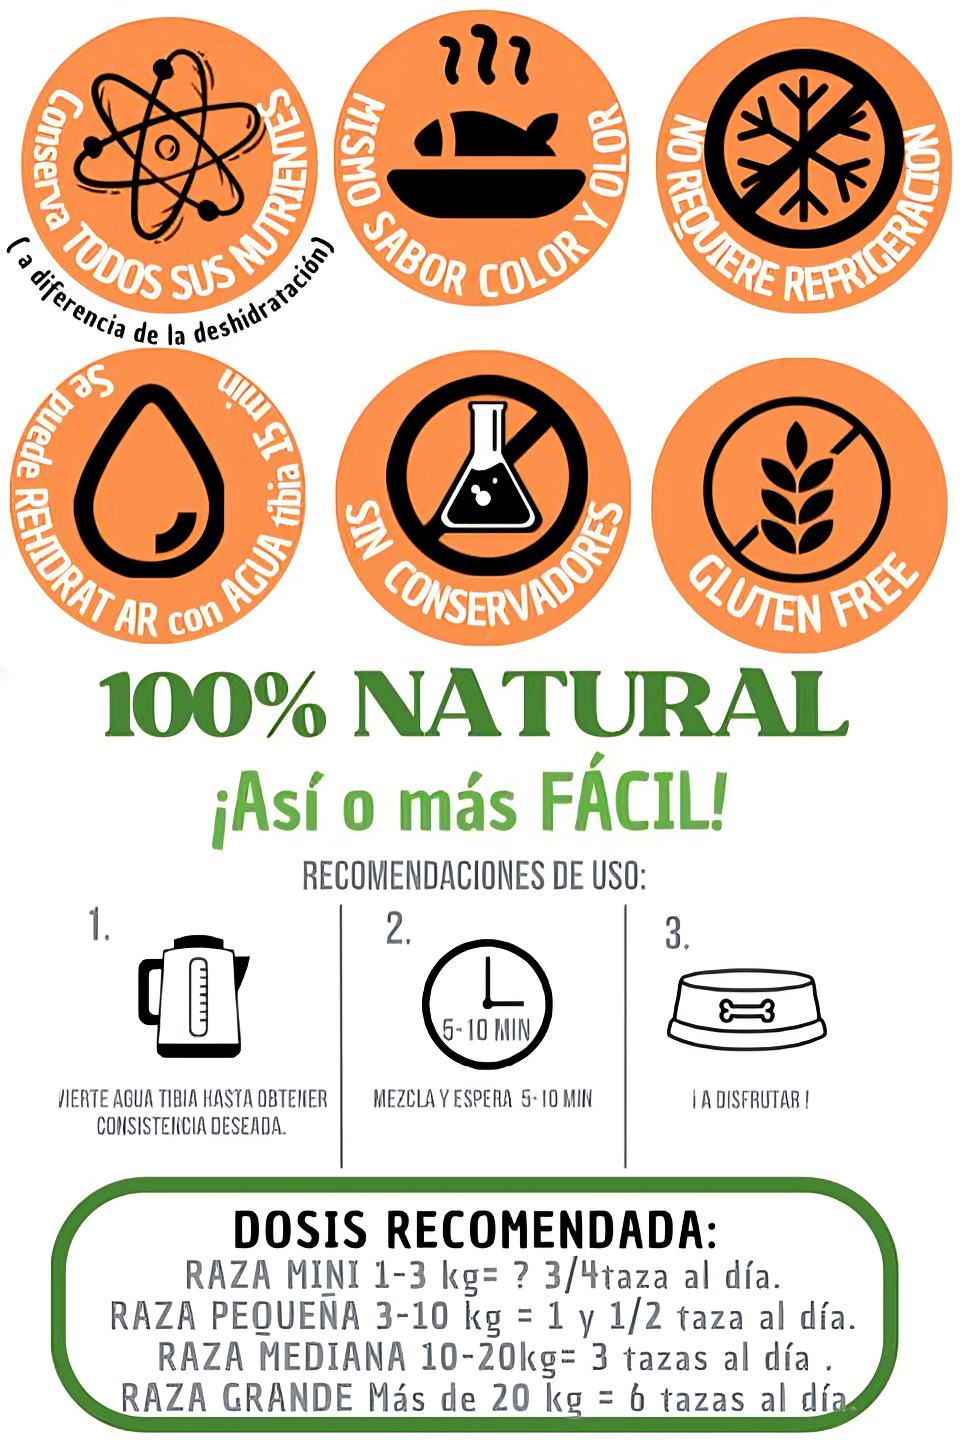 Conserva TODOS SUS NUTRIENTES
( a diferencia de la deshidratación)
MISMO SABOR COLOR Y OLOR
NO REQUIERE REFRIGERACIÓN
Se puede REHIDRAT AR con AGUA tibia 15 min
SIN CONSERVADORES
GLUTEN FREE
100% NATURAL
¡Así o más FÁCIL!
RECOMENDACIONES DE USO:
1.
2.
3.
5-10 MIN
VIERTE AGUA TIBIA HASTA OBTENER
CONSISTENCIA DESEADA.
MEZCLA Y ESPERA 5-10 MIN
¡ A DISFRUTAR !
DOSIS RECOMENDADA:
RAZA MINI 1-3 kg= ? 3/4taza al día.
RAZA PEQUEÑA 3-10 kg = 1 y 1/2 taza al día.
RAZA MEDIANA 10-20kg= 3 tazas al día .
RAZA GRANDE Más de 20 kg = 6 tazas al día.